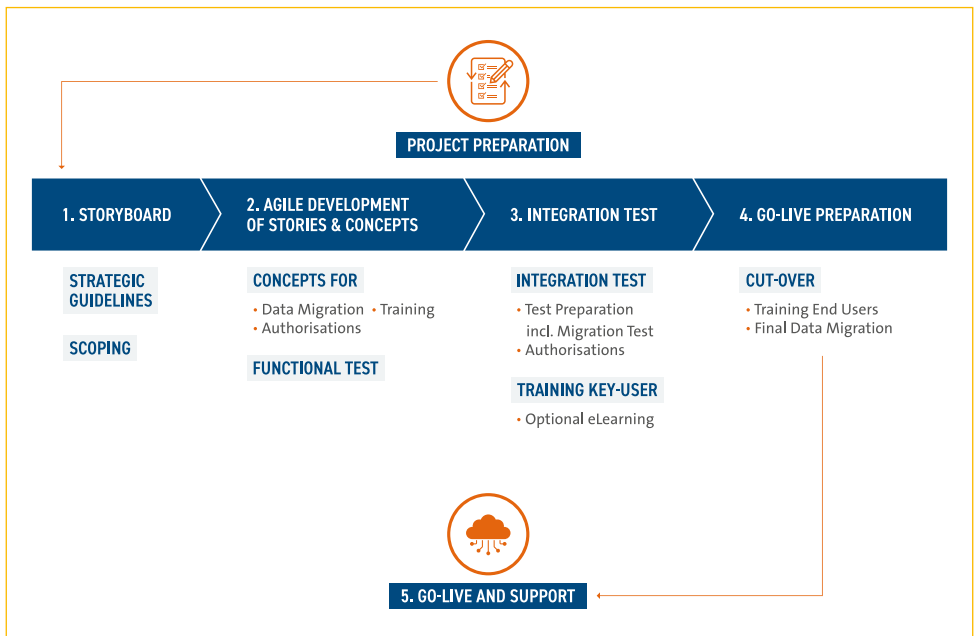 PROJECT PREPARATION
1. STORYBOARD
2. AGILE DEVELOPMENT
OF STORIES & CONCEPTS
3. INTEGRATION TEST
4. GO-LIVE PREPARATION
STRATEGIC
GUIDELINES
SCOPING
CONCEPTS FOR
• Data Migration • Training
• Authorisations
FUNCTIONAL TEST
INTEGRATION TEST
• Test Preparation
incl. Migration Test
• Authorisations
TRAINING KEY-USER
• Optional eLearning
CUT-OVER
• Training End Users
• Final Data Migration
5. GO-LIVE AND SUPPORT